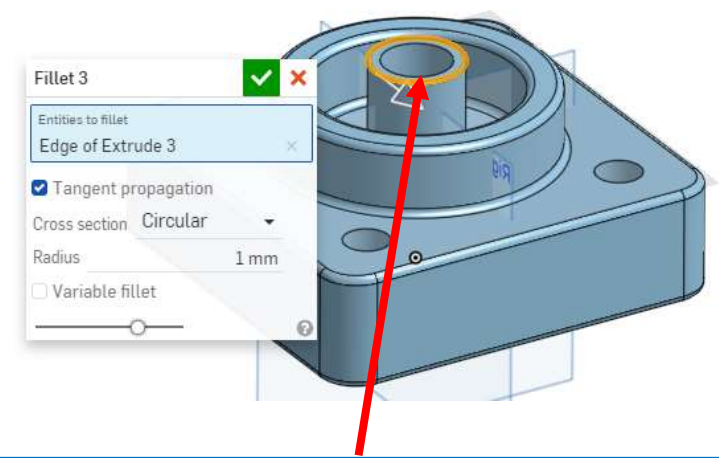 Fillet 3
Entities to fillet
Edge of Extrude 3
Tangent propagation
Cross section Circular
Radius 1 mm
Variable fillet
Rig